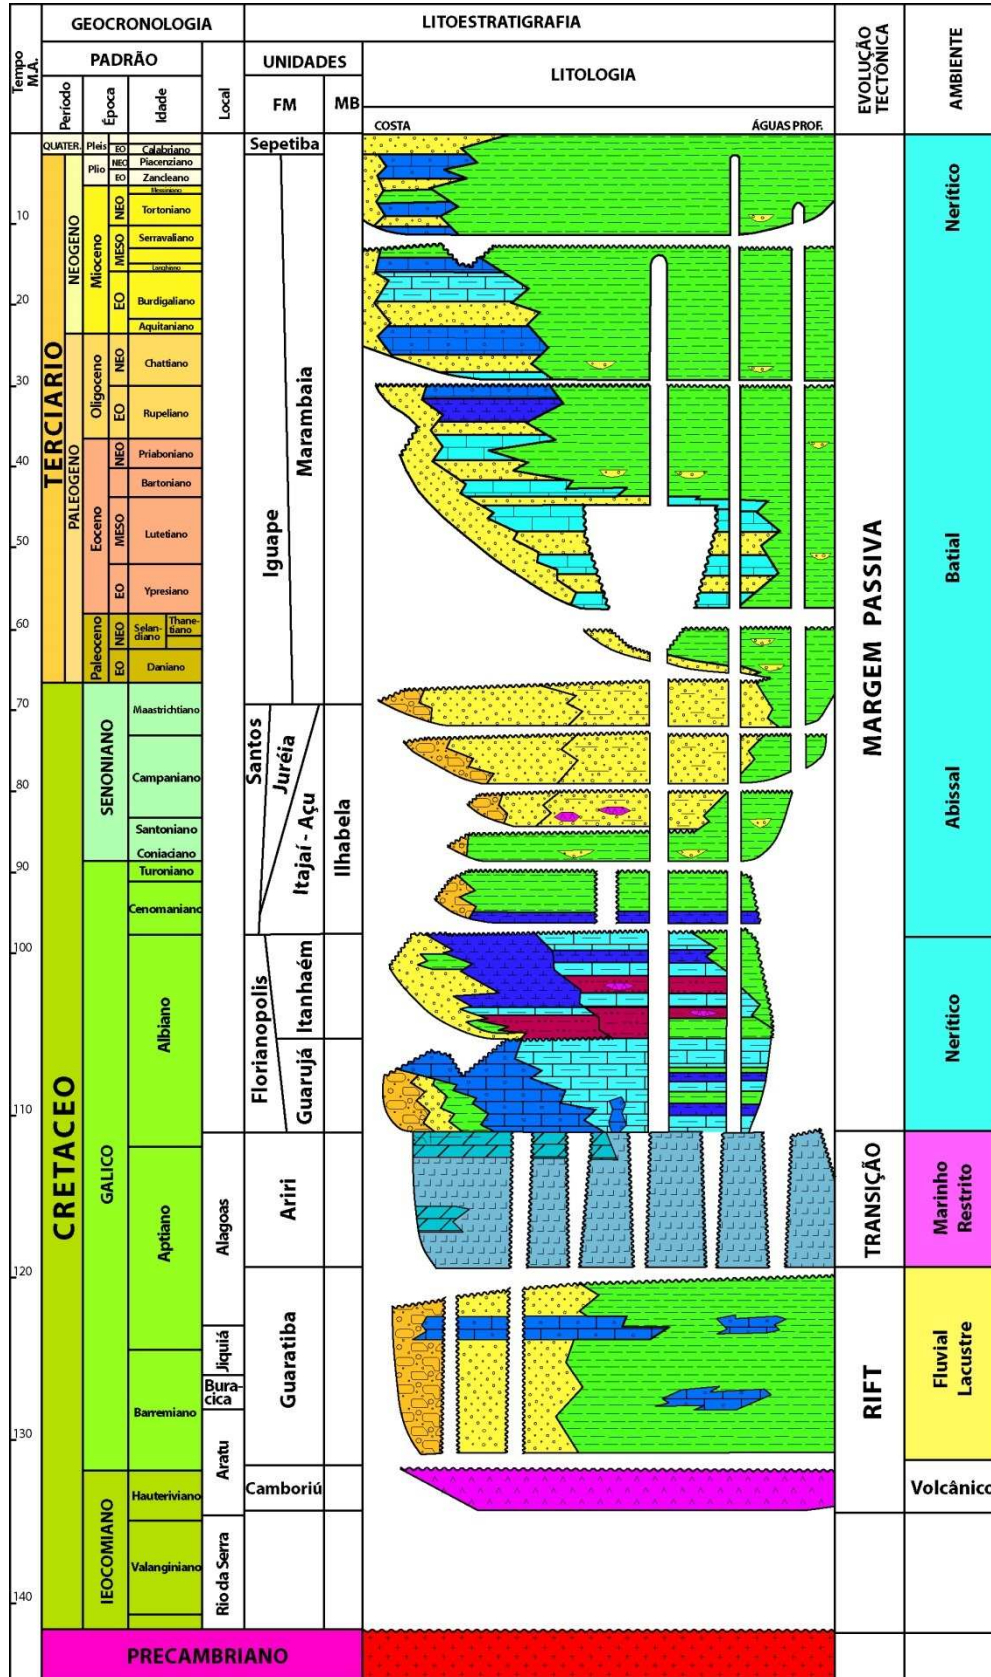 GEOCRONOLOGIA
LITOESTRATIGRAFIA
Tempo
M.A.
PADRÃO
Local
UNIDADES
LITOLOGIA
EVOLUÇÃO
TECTÔNICA
AMBIENTE
Período
Época
Idade
FM
MB
COSTA
ÁGUAS PROF.
QUATER.
Pleis
EO
Calabriano
Sepetiba
Plio
NEO
Piacenziano
EO
Zancleano
Messiniano
10
NEO
Tortoniano
Nerítico
NEOGENO
Mioceno
MESO
Serravaliano
Langhiano
20
EO
Burdigaliano
Aquitaniano
TERCIARIO
PALEOGENO
Oligoceno
NEO
Chattiano
30
EO
Rupeliano
Marambaia
Iguape
40
NEO
Priaboniano
Bartoniano
Eoceno
MESO
Lutetiano
50
EO
Ypresiano
Batial
MARGEM PASSIVA
60
Paleoceno
NEO
Selan-
diano
Thane-
tiano
EO
Daniano
70
Maastrichtiano
SENONIANO
Santos
Juréia
Itajaí - Açu
Ilhabela
80
Campaniano
Abissal
Santoniano
Coniaciano
90
Turoniano
Cenomaniano
100
CRETACEO
GALICO
Albiano
Florianopolis
Itanhaém
Guarujá
Nerítico
110
Aptiano
Alagoas
Ariri
TRANSIÇÃO
Marinho
Restrito
120
Jiquiá
Guaratiba
RIFT
Fluvial
Lacustre
Bura-
cica
Barremiano
130
Aratu
IEOCOMIANO
Hauteriviano
Camboriú
Volcânico
Valanginiano
Rio da Serra
140
PRECAMBRIANO